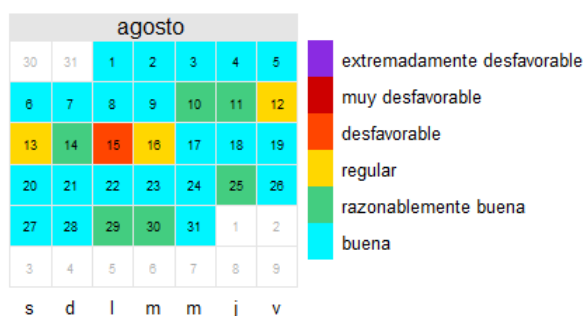 agosto
30 31 1 2 3 4 5
6 7 8 9 10 11 12
13 14 15 16 17 18 19
20 21 22 23 24 25 26
27 28 29 30 31 1 2
3 4 5 6 7 8 9
s d l m m j v
extremadamente desfavorable
muy desfavorable
desfavorable
regular
razonablemente buena
buena